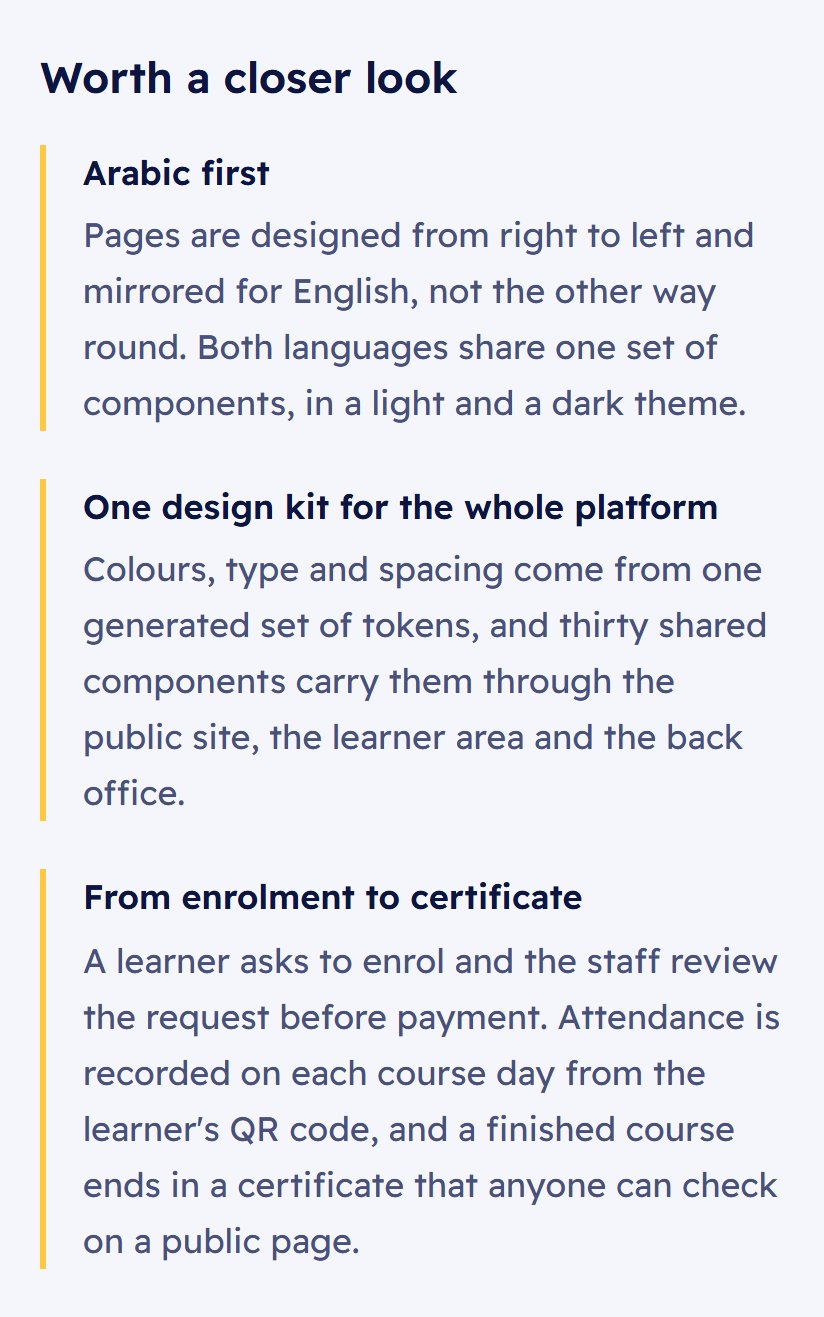 Worth a closer look
Arabic first
Pages are designed from right to left and
mirrored for English, not the other way
round. Both languages share one set of
components, in a light and a dark theme.
One design kit for the whole platform
Colours, type and spacing come from one
generated set of tokens, and thirty shared
components carry them through the
public site, the learner area and the back
office.
From enrolment to certificate
A learner asks to enrol and the staff review
the request before payment. Attendance is
recorded on each course day from the
learner's QR code, and a finished course
ends in a certificate that anyone can check
on a public page.